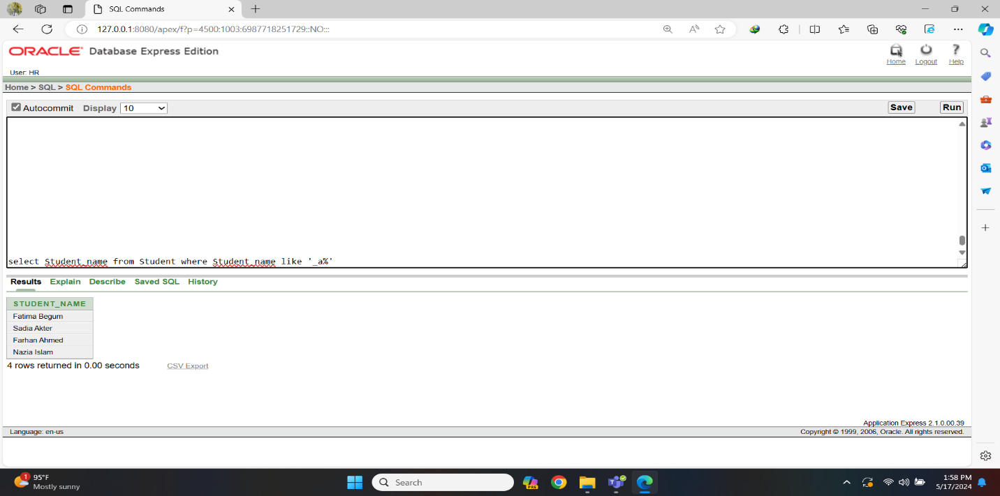 SQL Commands
127.0.0.1:8080/apex/f?p=4500:1003:6987718251729::NO:::
ORACLE Database Express Edition
Home Logout Help
User: HR
Home > SQL > SQL Commands
Autocommit Display 10 Save Run
select Student_name from Student where Student_name like '_a%'
Results Explain Describe Saved SQL History
STUDENT_NAME
Fatima Begum
Sadia Akter
Farhan Ahmed
Nazia Islam
4 rows returned in 0.00 seconds CSV Export
Application Express 2.1.0.00.39
Language: en-us Copyright © 1999, 2006, Oracle. All rights reserved.
1 95°F
Mostly sunny
Search
PRE
1:58 PM
5/17/2024